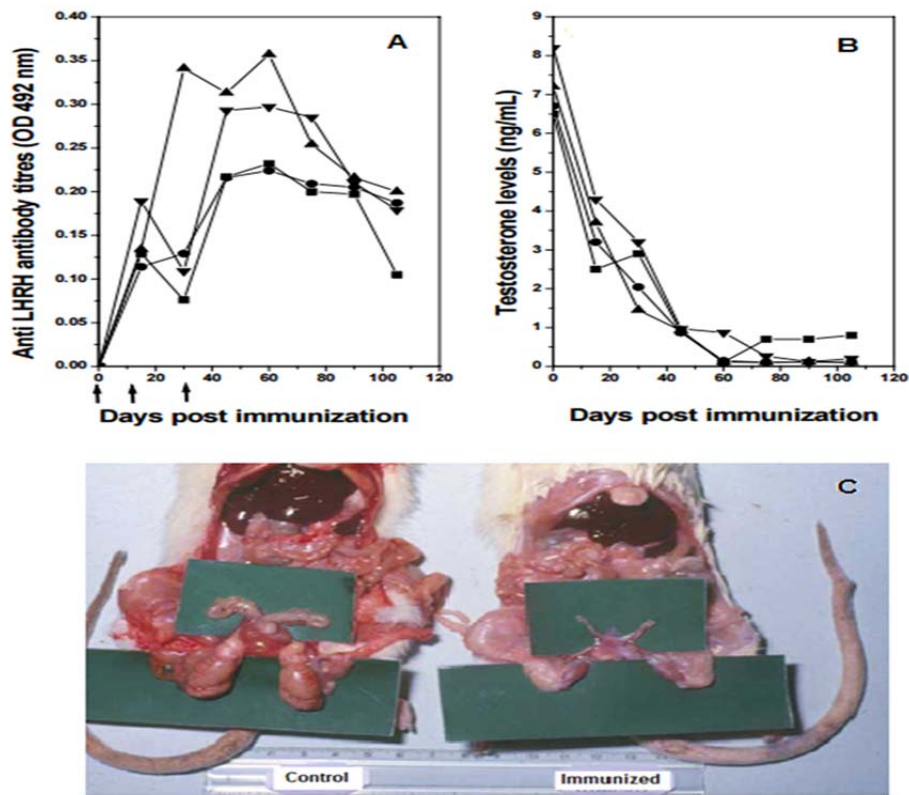 A
Anti LHRH antibody titres (OD 492 nm)
0.40
0.35
0.30
0.25
0.20
0.15
0.10
0.05
0.00
0 20 40 60 80 100 120
Days post immunization
B
Testosterone levels (ng/mL)
9
8
7
6
5
4
3
2
1
0
0 20 40 60 80 100 120
Days post immunization
C
Control
Immunized